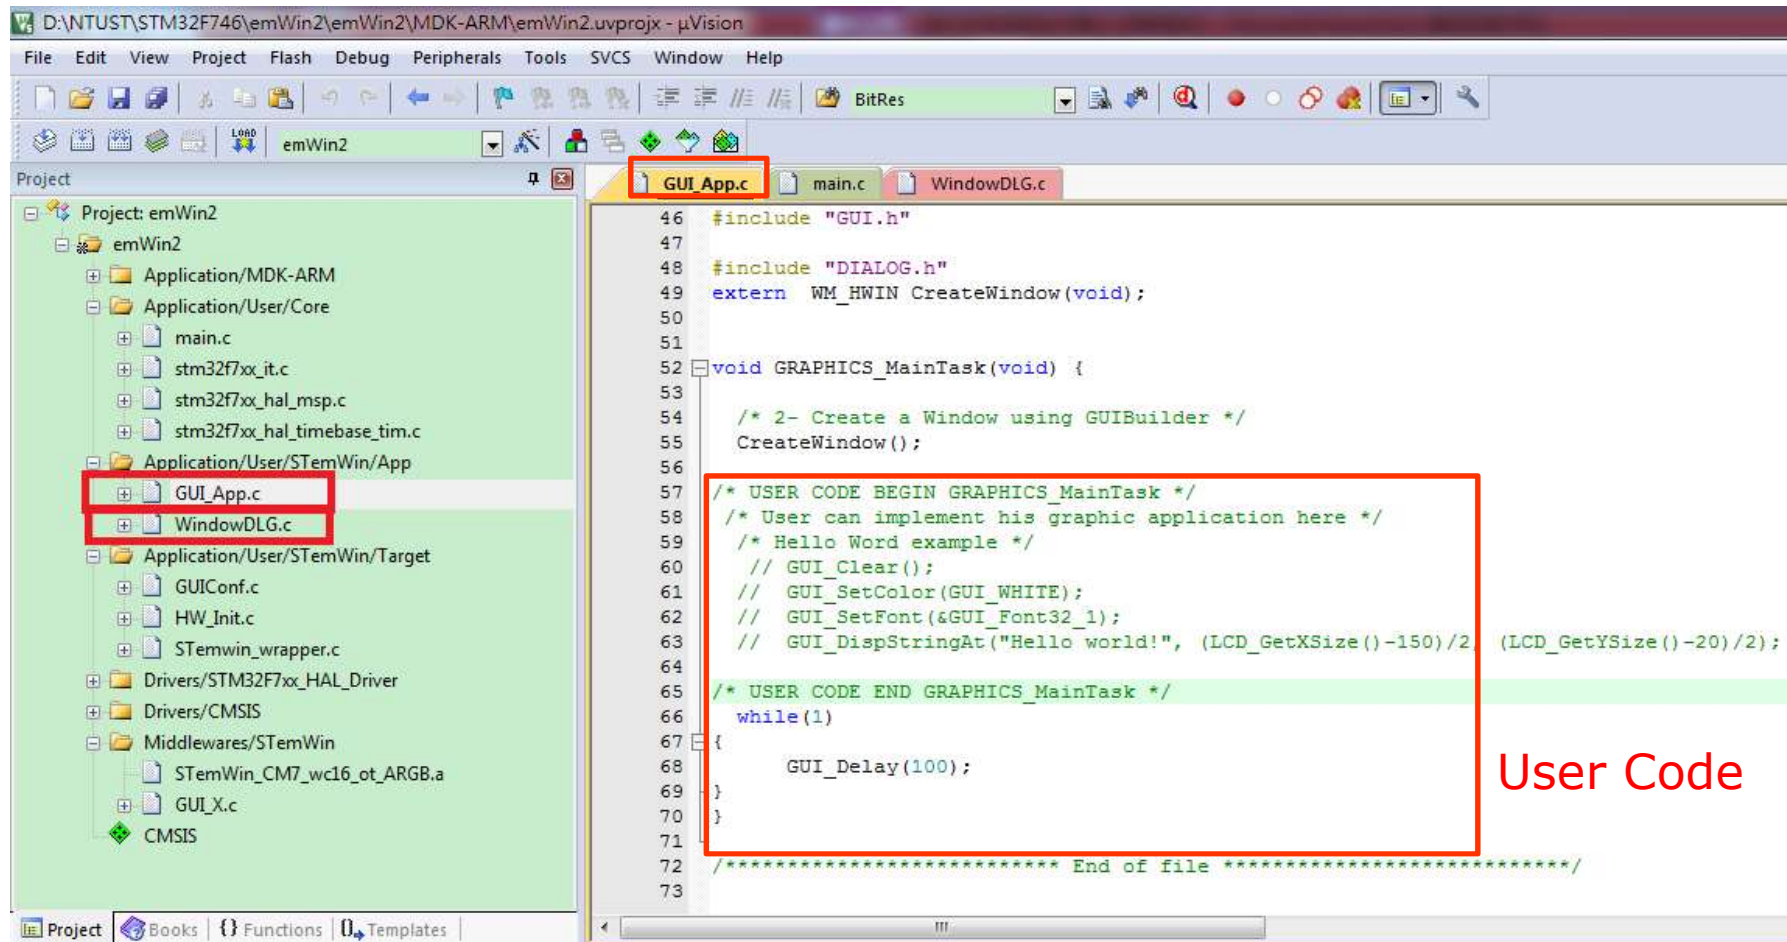 D:\NTUST\STM32F746\emWin2\emWin2\MDK-ARM\emWin2.uvprojx - µVision
File Edit View Project Flash Debug Peripherals Tools SVCS Window Help
BitRes
LOAD emWin2
Project
GUI_App.c main.c WindowDLG.c
Project: emWin2
emWin2
Application/MDK-ARM
Application/User/Core
main.c
stm32f7xx_it.c
stm32f7xx_hal_msp.c
stm32f7xx_hal_timebase_tim.c
Application/User/STemWin/App
GUI_App.c
WindowDLG.c
Application/User/STemWin/Target
GUIConf.c
HW_Init.c
STemwin_wrapper.c
Drivers/STM32F7xx_HAL_Driver
Drivers/CMSIS
Middlewares/STemWin
STemWin_CM7_wc16_ot_ARGB.a
GUI_X.c
CMSIS
Project Books {} Functions 0 Templates
46 #include "GUI.h"
47
48 #include "DIALOG.h"
49 extern  WM_HWIN CreateWindow(void);
50
51
52 void GRAPHICS_MainTask(void) {
53
54   /* 2- Create a Window using GUIBuilder */
55   CreateWindow();
56
57 /* USER CODE BEGIN GRAPHICS_MainTask */
58  /* User can implement his graphic application here */
59   /* Hello Word example */
60    // GUI_Clear();
61   //  GUI_SetColor(GUI_WHITE);
62   //  GUI_SetFont(&GUI_Font32_1);
63   //  GUI_DispStringAt("Hello world!", (LCD_GetXSize()-150)/2, (LCD_GetYSize()-20)/2);
64
65 /* USER CODE END GRAPHICS_MainTask */
66   while(1)
67 {
68       GUI_Delay(100);
69 }
70 }
71
72 /*************************** End of file ****************************/
73
User Code